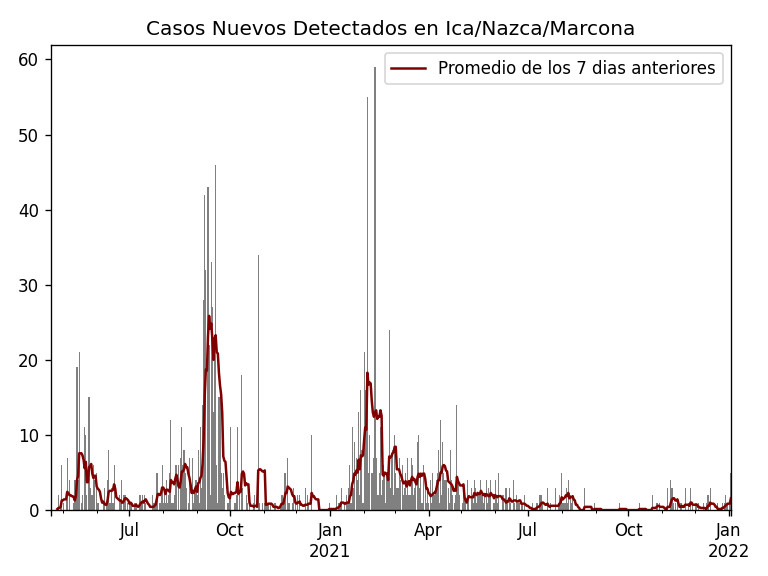 Casos Nuevos Detectados en Ica/Nazca/Marcona
Promedio de los 7 dias anteriores
60
50
40
30
20
10
0
Jul Oct Jan Apr Jul Oct Jan
2021 2022